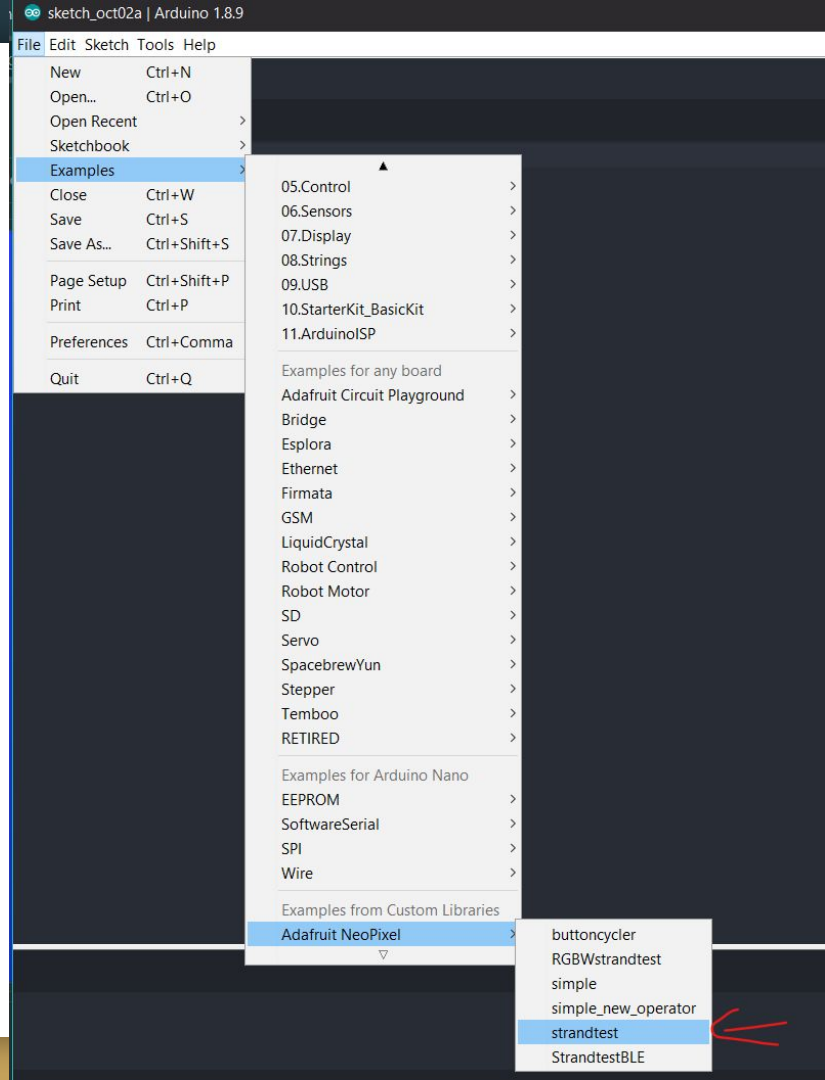 sketch_oct02a | Arduino 1.8.9
File Edit Sketch Tools Help
New Ctrl+N
Open... Ctrl+O
Open Recent
Sketchbook
Examples
Close Ctrl+W
Save Ctrl+S
Save As... Ctrl+Shift+S
Page Setup Ctrl+Shift+P
Print Ctrl+P
Preferences Ctrl+Comma
Quit Ctrl+Q
05.Control
06.Sensors
07.Display
08.Strings
09.USB
10.StarterKit_BasicKit
11.ArduinoISP
Examples for any board
Adafruit Circuit Playground
Bridge
Esplora
Ethernet
Firmata
GSM
LiquidCrystal
Robot Control
Robot Motor
SD
Servo
SpacebrewYun
Stepper
Temboo
RETIRED
Examples for Arduino Nano
EEPROM
SoftwareSerial
SPI
Wire
Examples from Custom Libraries
Adafruit NeoPixel
buttoncycler
RGBWstrandtest
simple
simple_new_operator
strandtest
StrandtestBLE